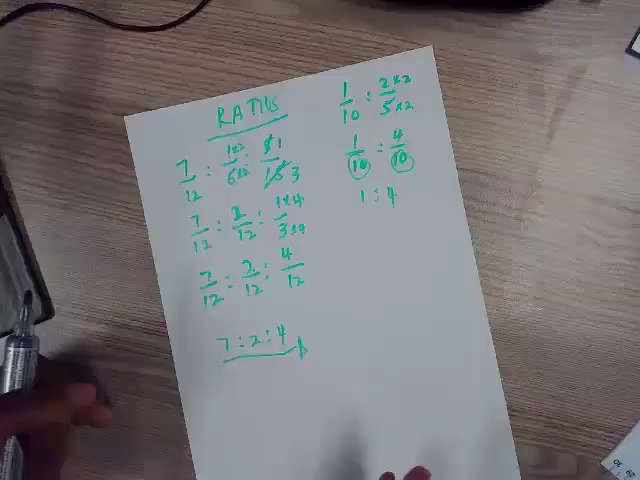 RATIOS
7/12 : 1×2/6×2 : 5 1/15 3
7/12 : 2/12 : 1×4/3×4
7/12 : 2/12 : 4/12
7 : 2 : 4
1/10 : 2×2/5×2
1/10 : 4/10
1 : 4